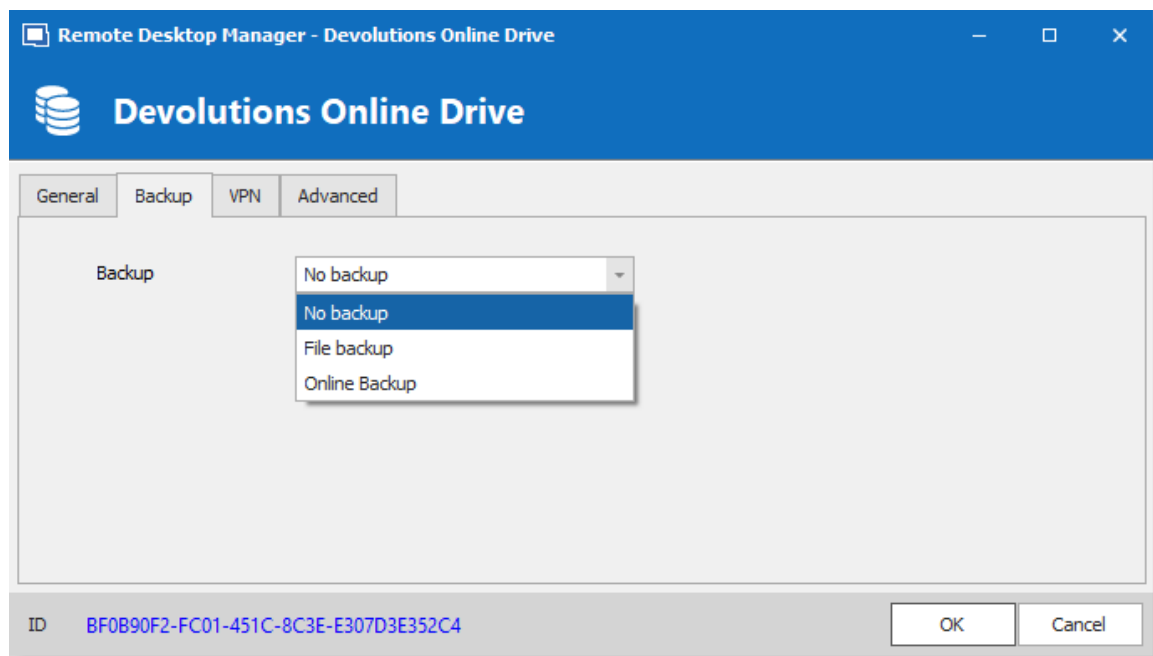 Remote Desktop Manager - Devolutions Online Drive
Devolutions Online Drive
General Backup VPN Advanced
Backup No backup
No backup
File backup
Online Backup
ID BF0B90F2-FC01-451C-8C3E-E307D3E352C4 OK Cancel